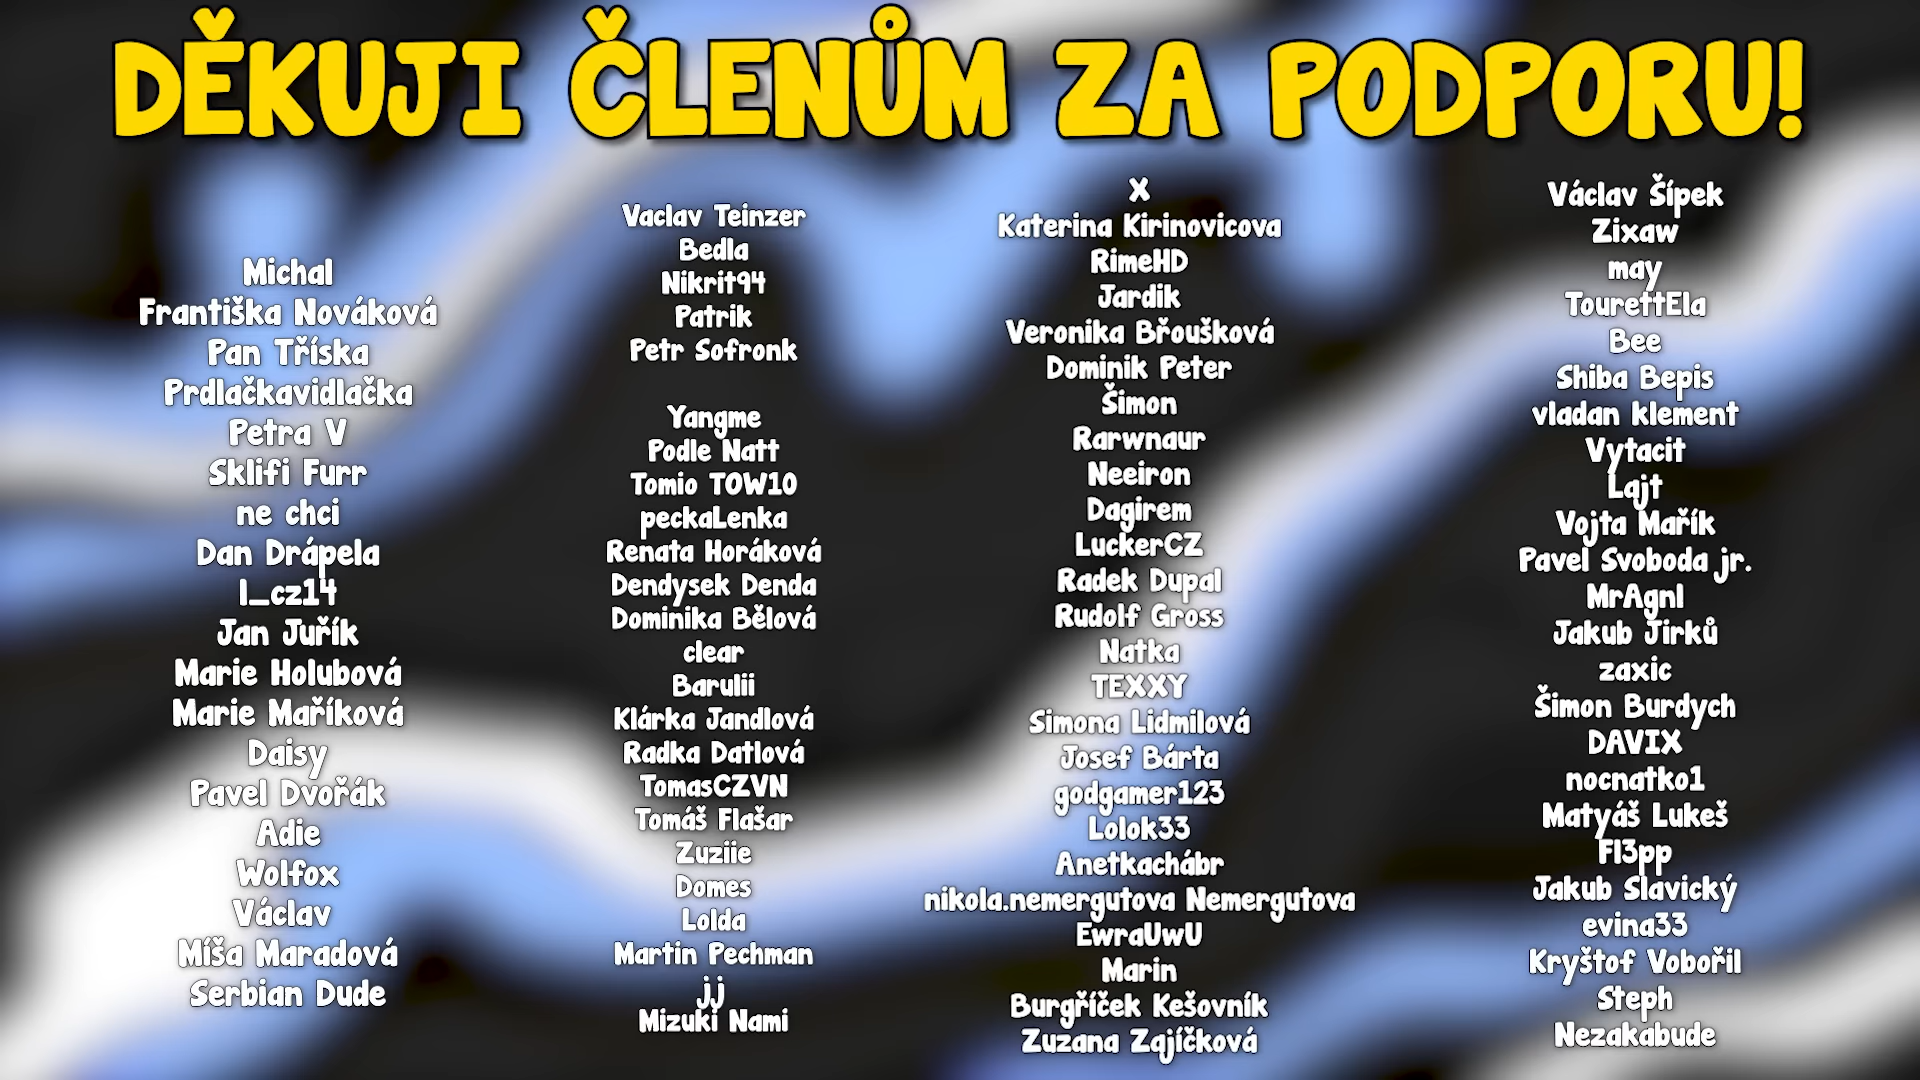 DĚKUJI ČLENŮM ZA PODPORU!
Michal
Františka Nováková
Pan Tříska
Prdlačkavidlačka
Petra V
Sklifi Furr
ne chci
Dan Drápela
l_cz14
Jan Juřík
Marie Holubová
Marie Maříková
Daisy
Pavel Dvořák
Adie
Wolfox
Václav
Míša Maradová
Serbian Dude
Vaclav Teinzer
Bedla
Nikrit94
Patrik
Petr Sofronk
Yangme
Podle Natt
Tomio TOW10
peckaLenka
Renata Horáková
Dendysek Denda
Dominika Bělová
clear
Barulii
Klárka Jandlová
Radka Datlová
TomasCZVN
Tomáš Flašar
Zuziie
Domes
Lolda
Martin Pechman
jj
Mizuki Nami
X
Katerina Kirinovicova
RimeHD
Jardik
Veronika Břoušková
Dominik Peter
Šimon
Rarwnaur
Neeiron
Dagirem
LuckerCZ
Radek Dupal
Rudolf Gross
Natka
TEXXY
Simona Lidmilová
Josef Bárta
godgamer123
Lolok33
Anetkachábr
nikola.nemergutova Nemergutova
EwraUwU
Marin
Burgříček Kešovník
Zuzana Zajíčková
Václav Šípek
Zixaw
may
TourettEla
Bee
Shiba Bepis
vladan klement
Vytacit
Lajt
Vojta Mařík
Pavel Svoboda jr.
MrAgnl
Jakub Jirků
zaxic
Šimon Burdych
DAVIX
nocnatko1
Matyáš Lukeš
Fl3pp
Jakub Slavický
evina33
Kryštof Vobořil
Steph
Nezakabude